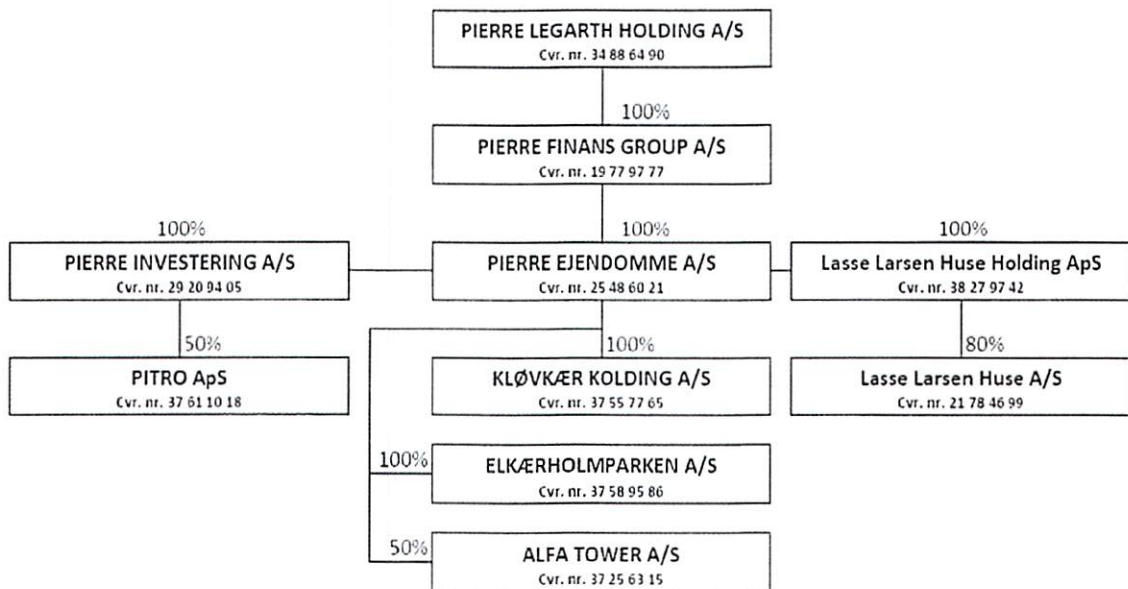 PIERRE LEGARTH HOLDING A/S
Cvr. nr. 34 88 64 90
100%
PIERRE FINANS GROUP A/S
Cvr. nr. 19 77 97 77
100%
100%
100%
PIERRE INVESTERING A/S
Cvr. nr. 29 20 94 05
PIERRE EJENDOMME A/S
Cvr. nr. 25 48 60 21
Lasse Larsen Huse Holding ApS
Cvr. nr. 38 27 97 42
50%
100%
80%
PITRO ApS
Cvr. nr. 37 61 10 18
KLØVKÆR KOLDING A/S
Cvr. nr. 37 55 77 65
Lasse Larsen Huse A/S
Cvr. nr. 21 78 46 99
100%
ELKÆRHOLMPARKEN A/S
Cvr. nr. 37 58 95 86
50%
ALFA TOWER A/S
Cvr. nr. 37 25 63 15